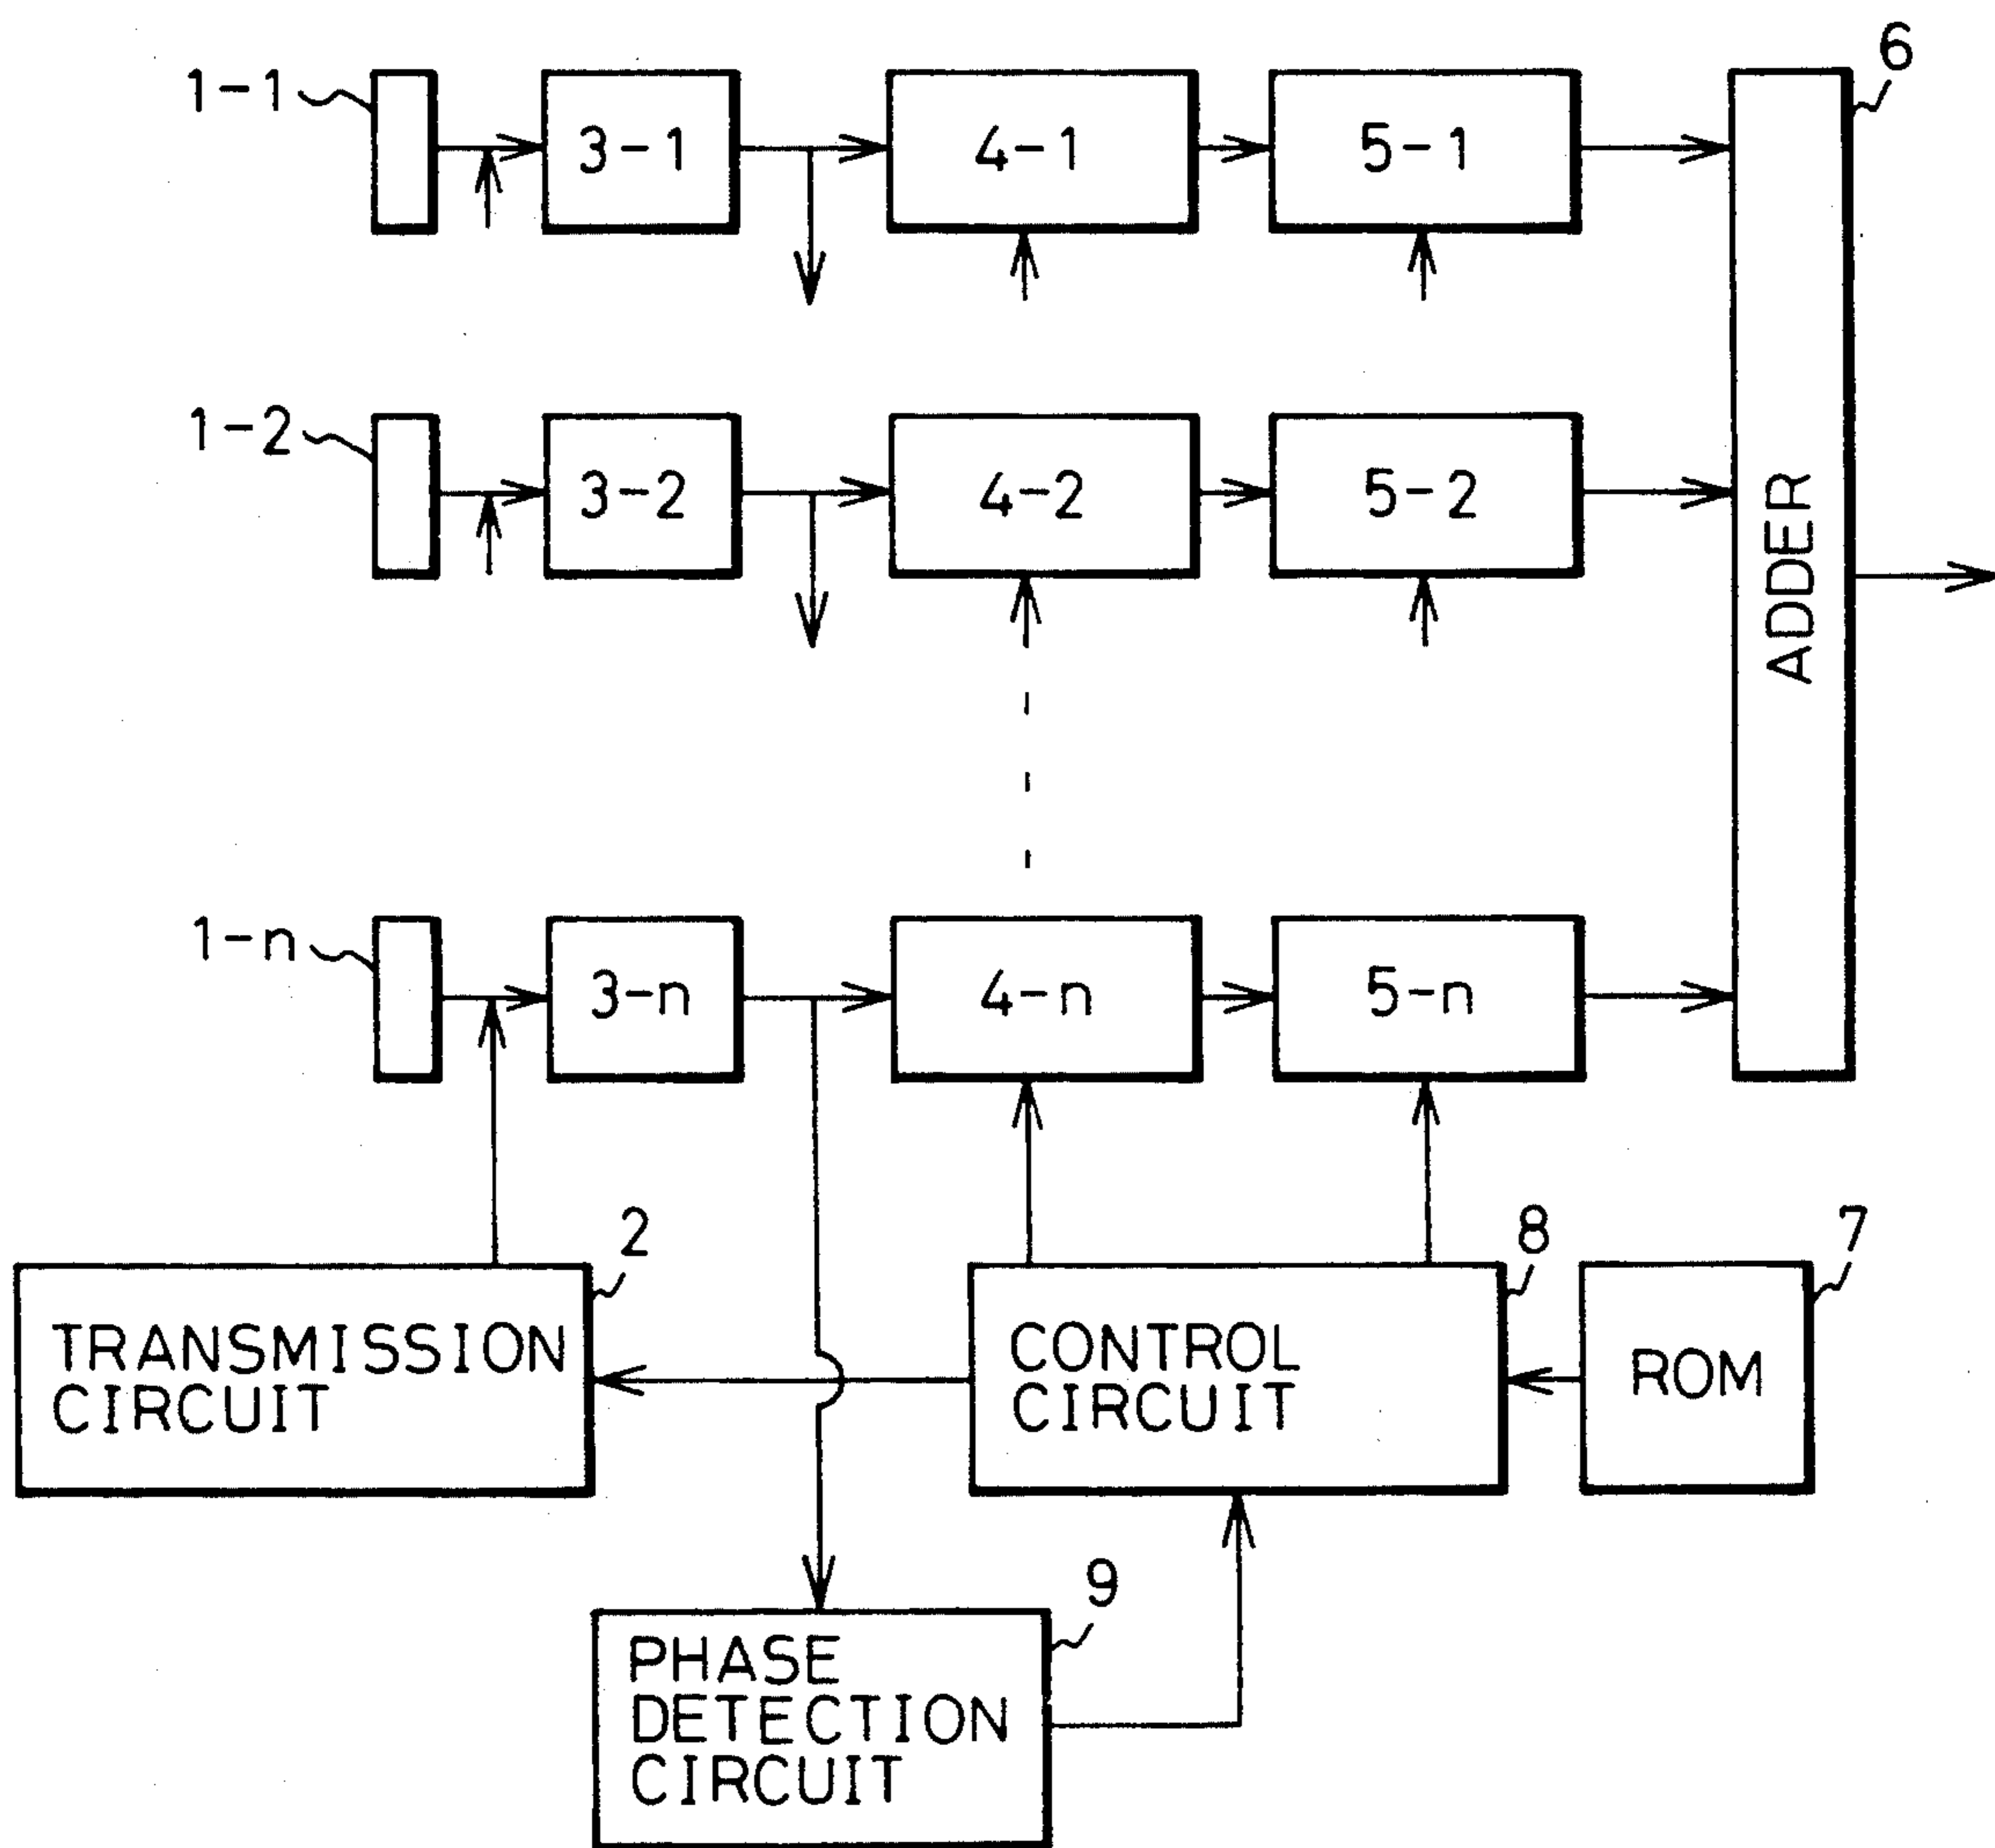 6
1-1
3-1
4-1
5-1
1-2
3-2
4-2
5-2
ADDER
1-n
3-n
4-n
5-n
2
8
7
TRANSMISSION
CIRCUIT
CONTROL
CIRCUIT
ROM
9
PHASE
DETECTION
CIRCUIT